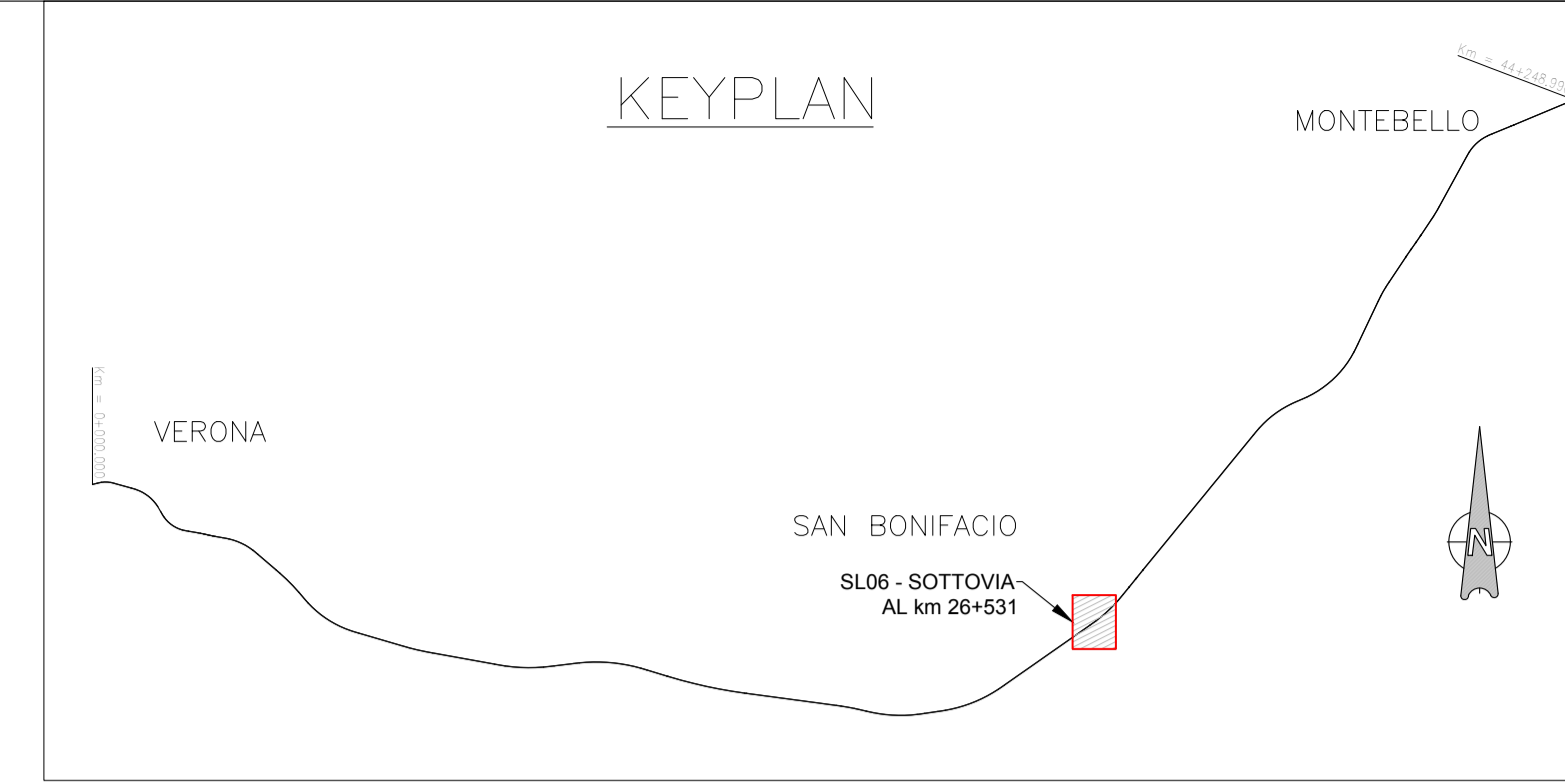 KEYPLAN
MONTEBELLO
Km = 0+000.000
VERONA
SAN BONIFACIO
SL06 - SOTTOVIA
AL km 26+531
N